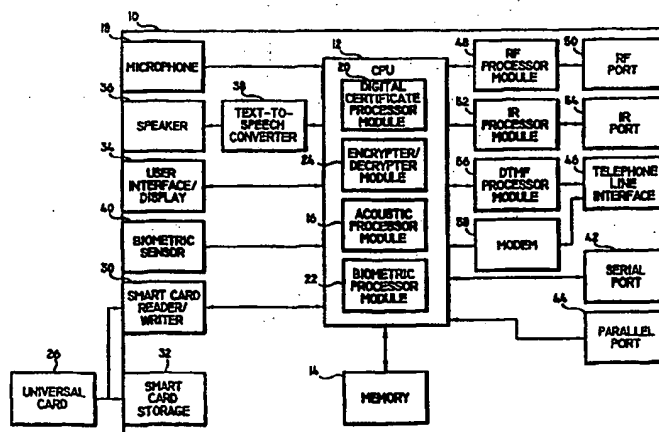 10
18
MICROPHONE
36
SPEAKER
38
TEXT-TO-
SPEECH
CONVERTER
34
USER
INTERFACE/
DISPLAY
40
BIOMETRIC
SENSOR
30
SMART CARD
READER/
WRITER
26
UNIVERSAL
CARD
32
SMART
CARD
STORAGE
12
CPU
20
DIGITAL
CERTIFICATE
PROCESSOR
MODULE
24
ENCRYPTER/
DECRYPTER
MODULE
16
ACOUSTIC
PROCESSOR
MODULE
22
BIOMETRIC
PROCESSOR
MODULE
14
MEMORY
48
RF
PROCESSOR
MODULE
50
RF
PORT
52
IR
PROCESSOR
MODULE
54
IR
PORT
56
DTMF
PROCESSOR
MODULE
46
TELEPHONE
LINE
INTERFACE
58
MODEM
42
SERIAL
PORT
44
PARALLEL
PORT